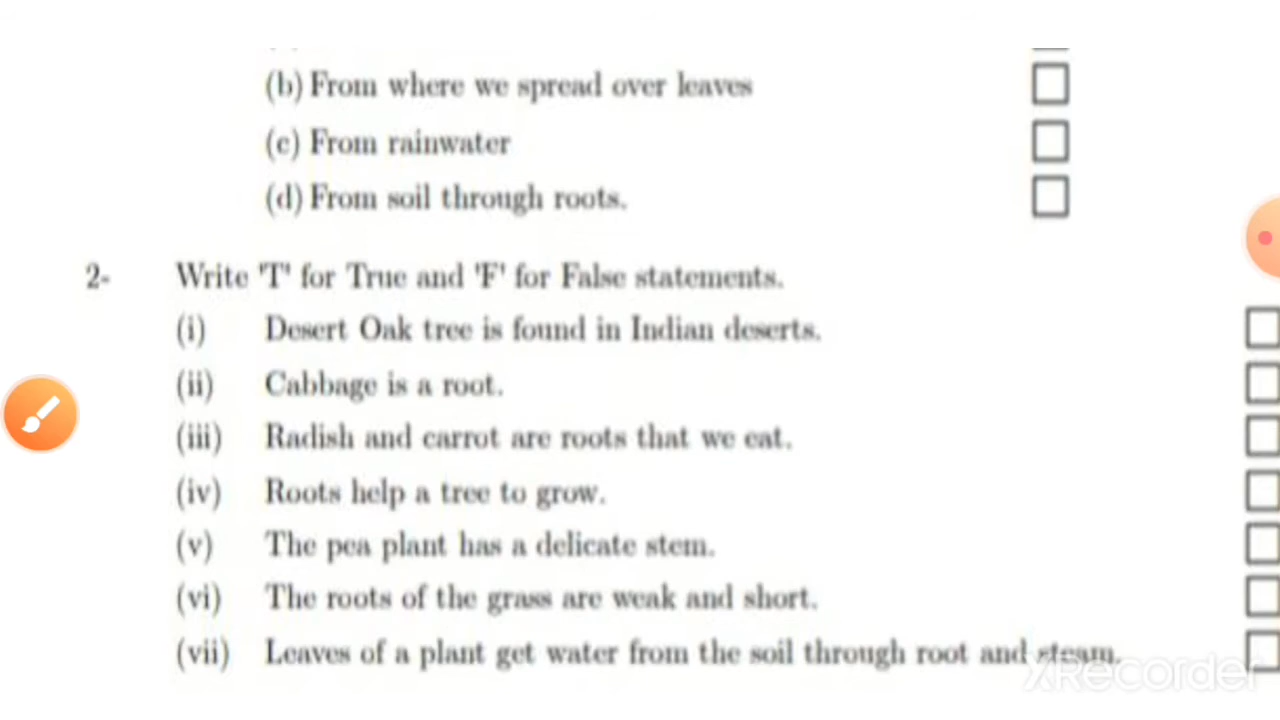 (b) From where we spread over leaves
(c) From rainwater
(d) From soil through roots.
2- Write 'T' for True and 'F' for False statements.
(i) Desert Oak tree is found in Indian deserts.
(ii) Cabbage is a root.
(iii) Radish and carrot are roots that we eat.
(iv) Roots help a tree to grow.
(v) The pea plant has a delicate stem.
(vi) The roots of the grass are weak and short.
(vii) Leaves of a plant get water from the soil through root and steam.
XRecorder